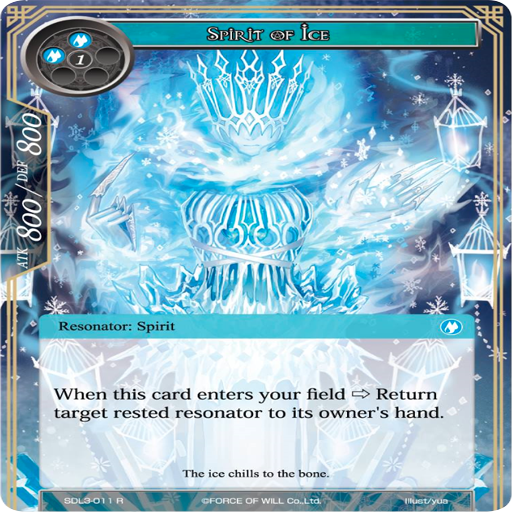 Spirit of Ice
1
ATK 800 / DEF 800
Resonator: Spirit
When this card enters your field ⇨ Return
target rested resonator to its owner's hand.
The ice chills to the bone.
SDL3-011 R ©FORCE OF WILL Co.,Ltd. Illust/yua